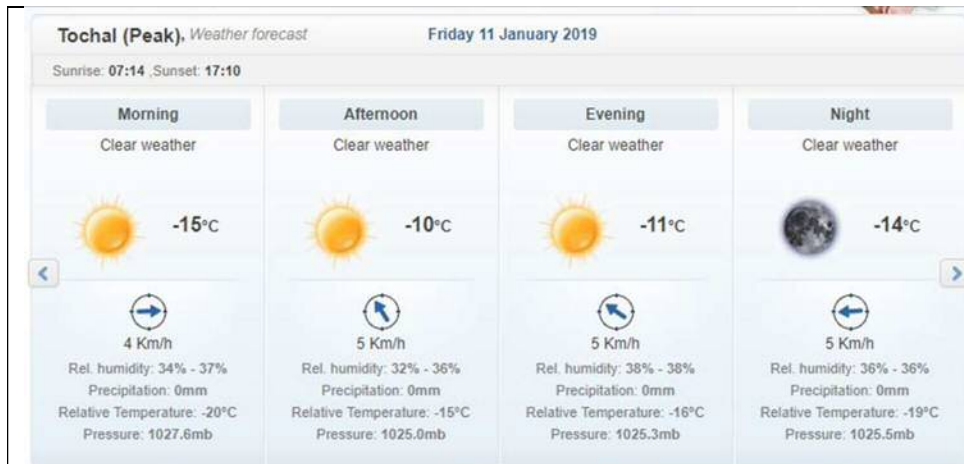 Tochal (Peak), Weather forecast Friday 11 January 2019
Sunrise: 07:14 ,Sunset: 17:10
Morning
Clear weather
-15°C
4 Km/h
Rel. humidity: 34% - 37%
Precipitation: 0mm
Relative Temperature: -20°C
Pressure: 1027.6mb
Afternoon
Clear weather
-10°C
5 Km/h
Rel. humidity: 32% - 36%
Precipitation: 0mm
Relative Temperature: -15°C
Pressure: 1025.0mb
Evening
Clear weather
-11°C
5 Km/h
Rel. humidity: 38% - 38%
Precipitation: 0mm
Relative Temperature: -16°C
Pressure: 1025.3mb
Night
Clear weather
-14°C
5 Km/h
Rel. humidity: 36% - 36%
Precipitation: 0mm
Relative Temperature: -19°C
Pressure: 1025.5mb